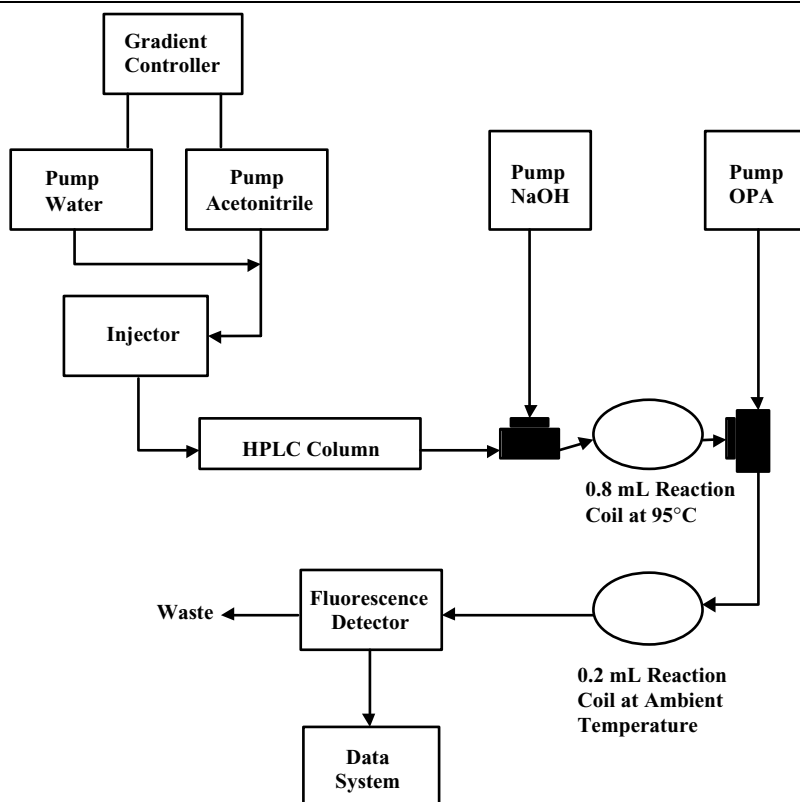 Gradient
Controller
Pump
Water
Pump
Acetonitrile
Pump
NaOH
Pump
OPA
Injector
HPLC Column
0.8 mL Reaction
Coil at 95°C
Waste
Fluorescence
Detector
0.2 mL Reaction
Coil at Ambient
Temperature
Data
System